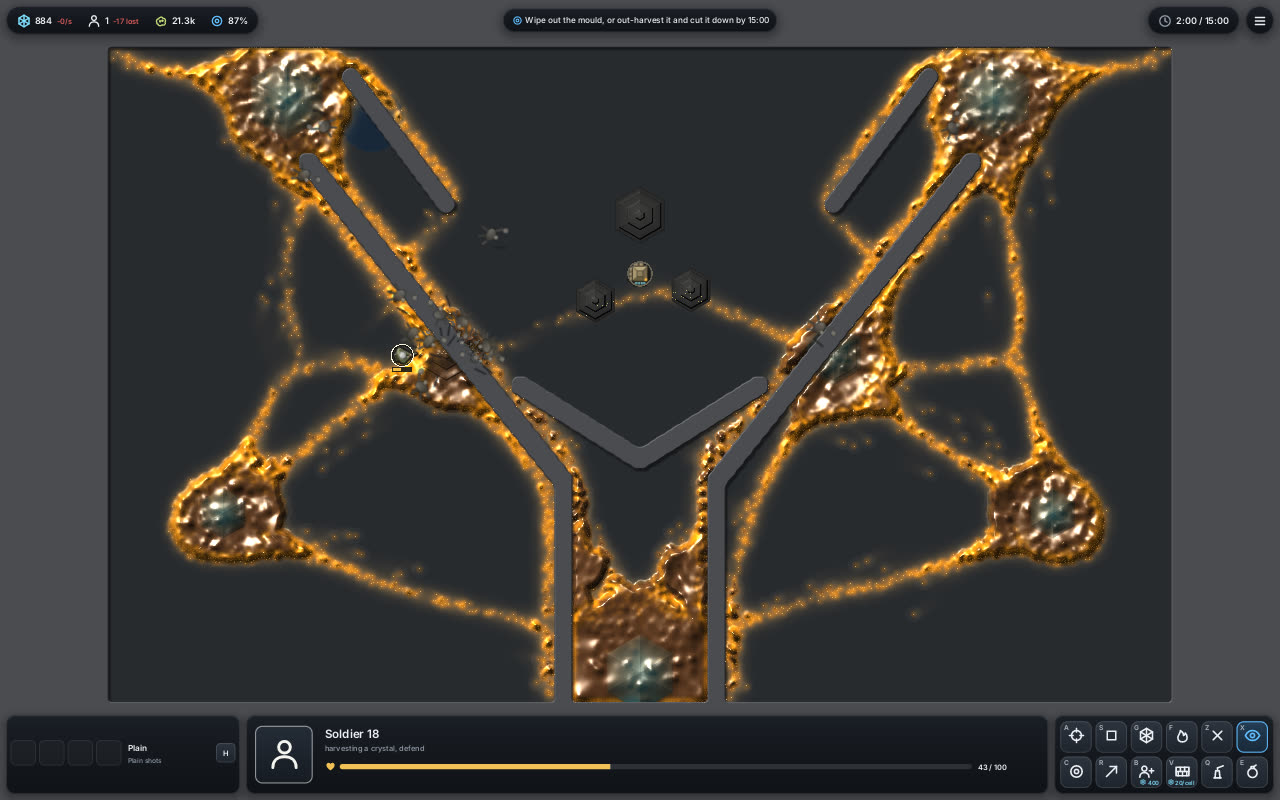 884 -0/s 1 -17 lost 21.3k 87%
Wipe out the mould, or out-harvest it and cut it down by 15:00
2:00 / 15:00
Plain
Plain shots
H
Soldier 18
harvesting a crystal, defend
43 / 100
A S G F Z X
C R B V Q E
400 20/cell